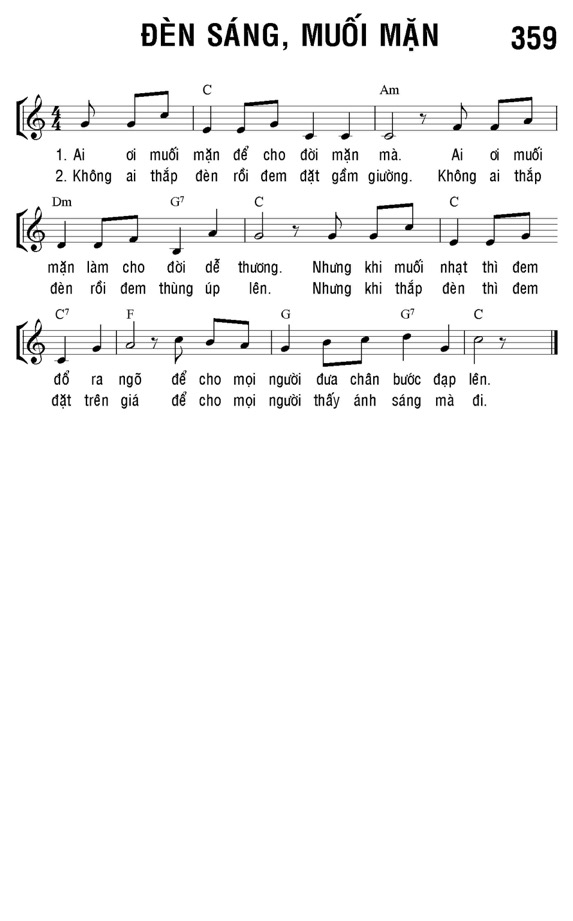 ĐÈN SÁNG, MUỐI MẶN 359
C Am
1. Ai ơi muối mặn để cho đời mặn mà. Ai ơi muối
2. Không ai thắp đèn rồi đem đặt gầm giường. Không ai thắp
Dm G7 C C
mặn làm cho đời dễ thương. Nhưng khi muối nhạt thì đem
đèn rồi đem thùng úp lên. Nhưng khi thắp đèn thì đem
C7 F G G7 C
đổ ra ngõ để cho mọi người đưa chân bước đạp lên.
đặt trên giá để cho mọi người thấy ánh sáng mà đi.